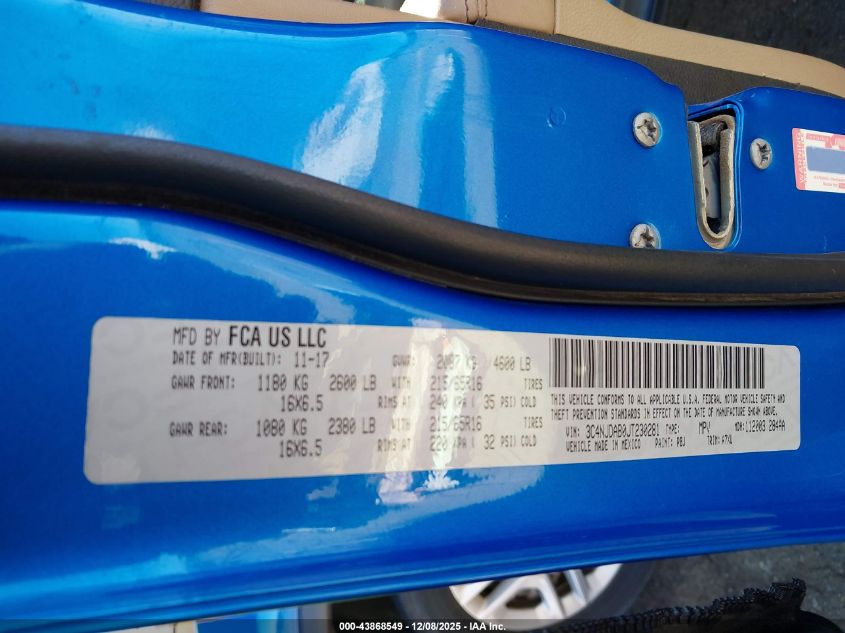 MFD BY FCA US LLC
DATE OF MFR(BUILT): 11-17 GVWR: 2087 KG 4600 LB
GAWR FRONT: 1180 KG 2600 LB WITH 215/65R16 TIRES
16X6.5 RIMS AT 240 KPA ( 35 PSI) COLD
GAWR REAR: 1080 KG 2380 LB WITH 215/65R16 TIRES
16X6.5 RIMS AT 220 KPA ( 32 PSI) COLD
THIS VEHICLE CONFORMS TO ALL APPLICABLE U.S.A. FEDERAL MOTOR VEHICLE SAFETY AND
THEFT PREVENTION STANDARDS IN EFFECT ON THE DATE OF MANUFACTURE SHOWN ABOVE.
VIN: 3C4NJDAB0JT230281 TYPE: MPV MDH:
VEHICLE MADE IN MEXICO PAINT: PBJ TRIM:
000-43868549 - 12/08/2025 - IAA Inc.